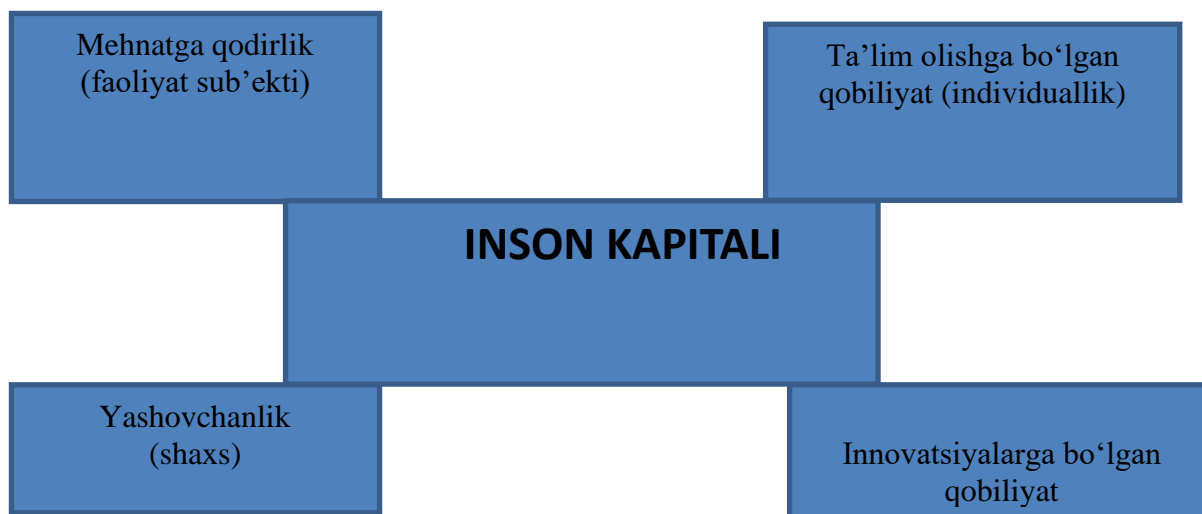 Mehnatga qodirlik
(faoliyat sub’ekti)
Ta’lim olishga bo‘lgan
qobiliyat (individuallik)
INSON KAPITALI
Yashovchanlik
(shaxs)
Innovatsiyalarga bo‘lgan
qobiliyat